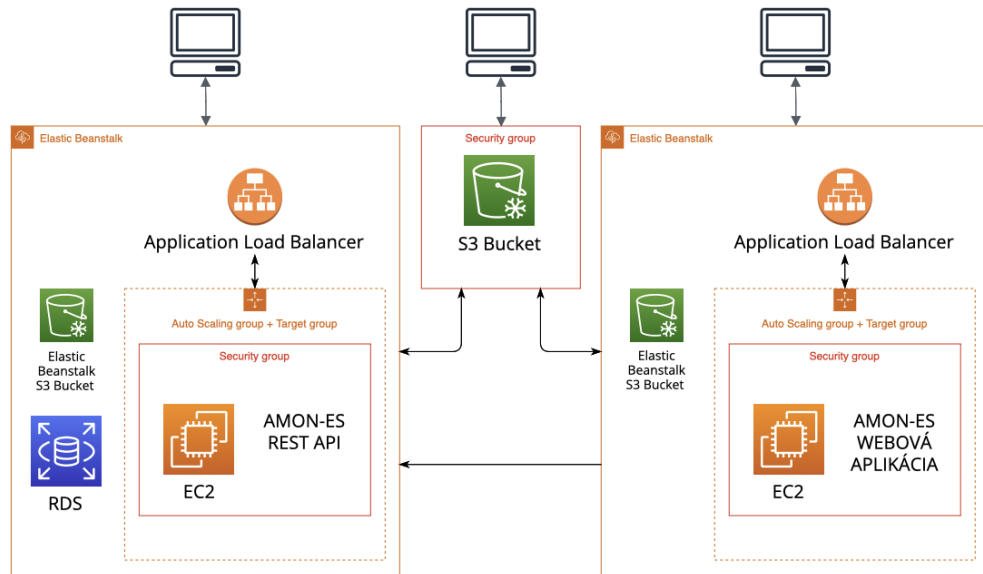 Elastic Beanstalk
Application Load Balancer
Auto Scaling group + Target group
Elastic
Beanstalk
S3 Bucket
Security group
AMON-ES
REST API
EC2
RDS
Security group
S3 Bucket
Elastic Beanstalk
Application Load Balancer
Auto Scaling group + Target group
Elastic
Beanstalk
S3 Bucket
Security group
AMON-ES
WEBOVÁ
APLIKÁCIA
EC2